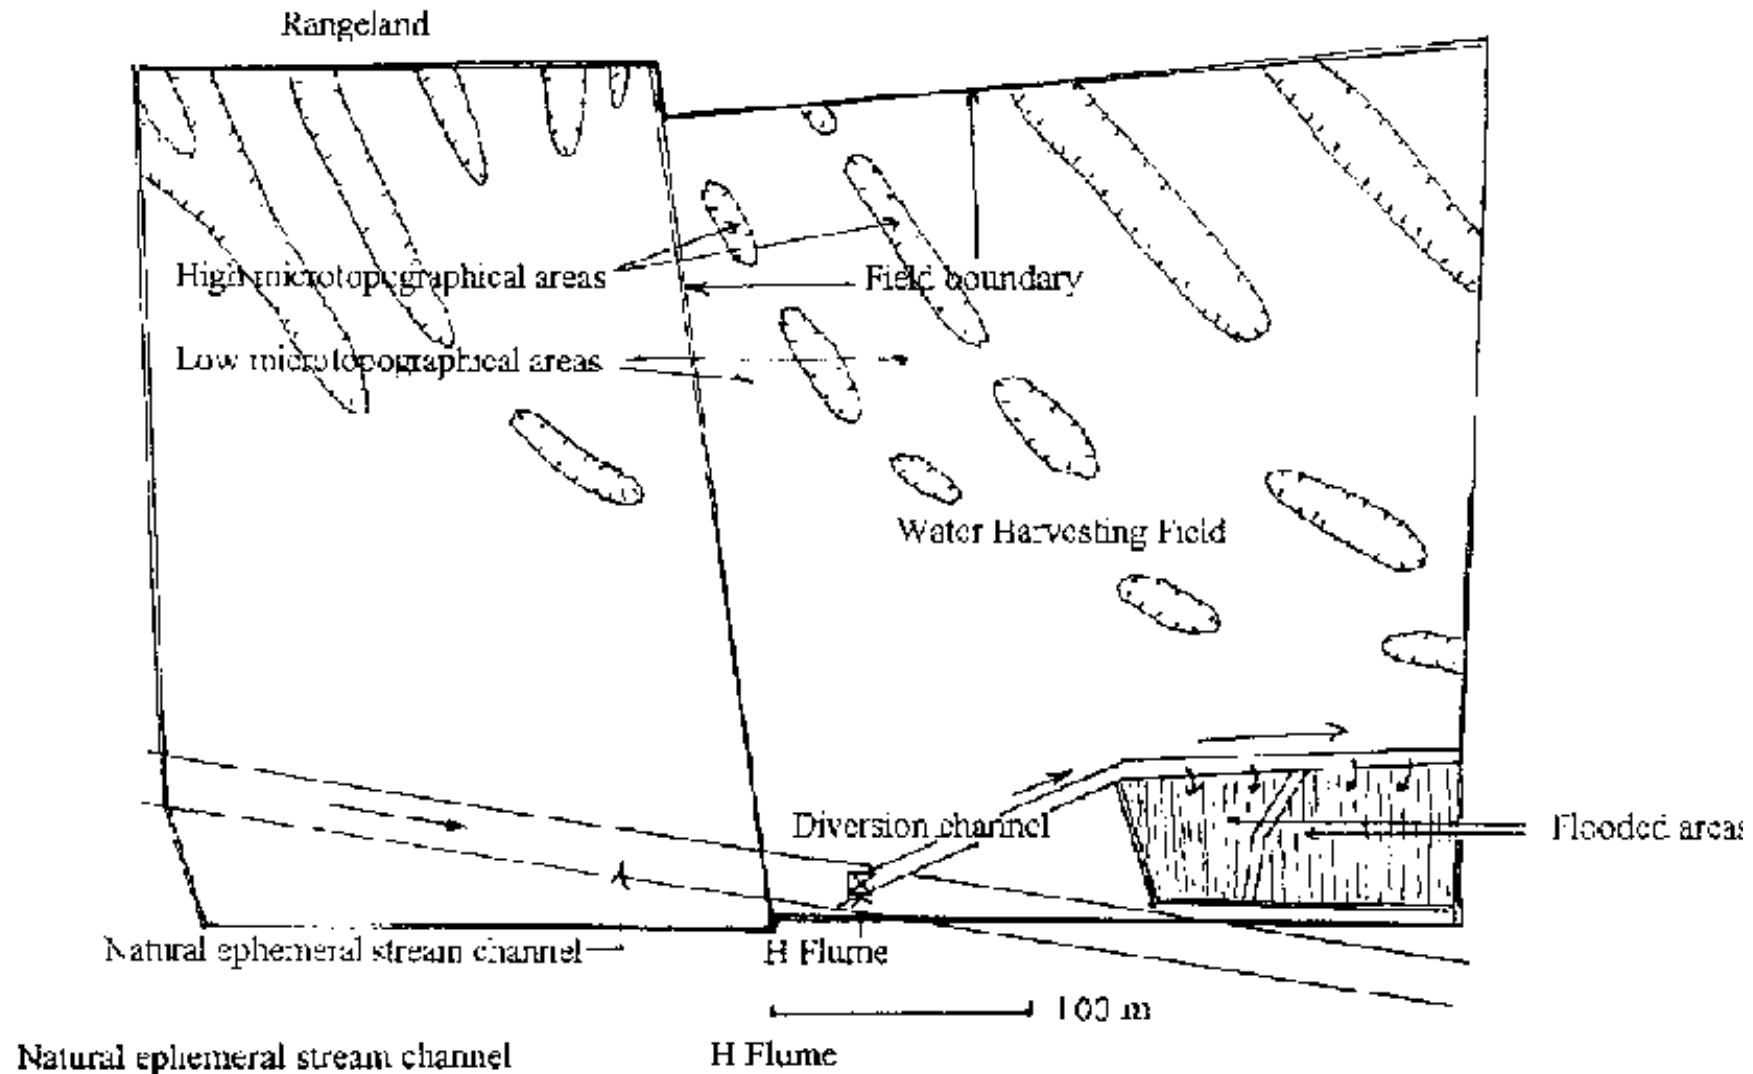 Rangeland
High microtopographical areas
Field boundary
Low microtopographical areas
Water Harvesting Field
Diversion channel
Flooded areas
Natural ephemeral stream channel
H Flume
100 m
Natural ephemeral stream channel
H Flume